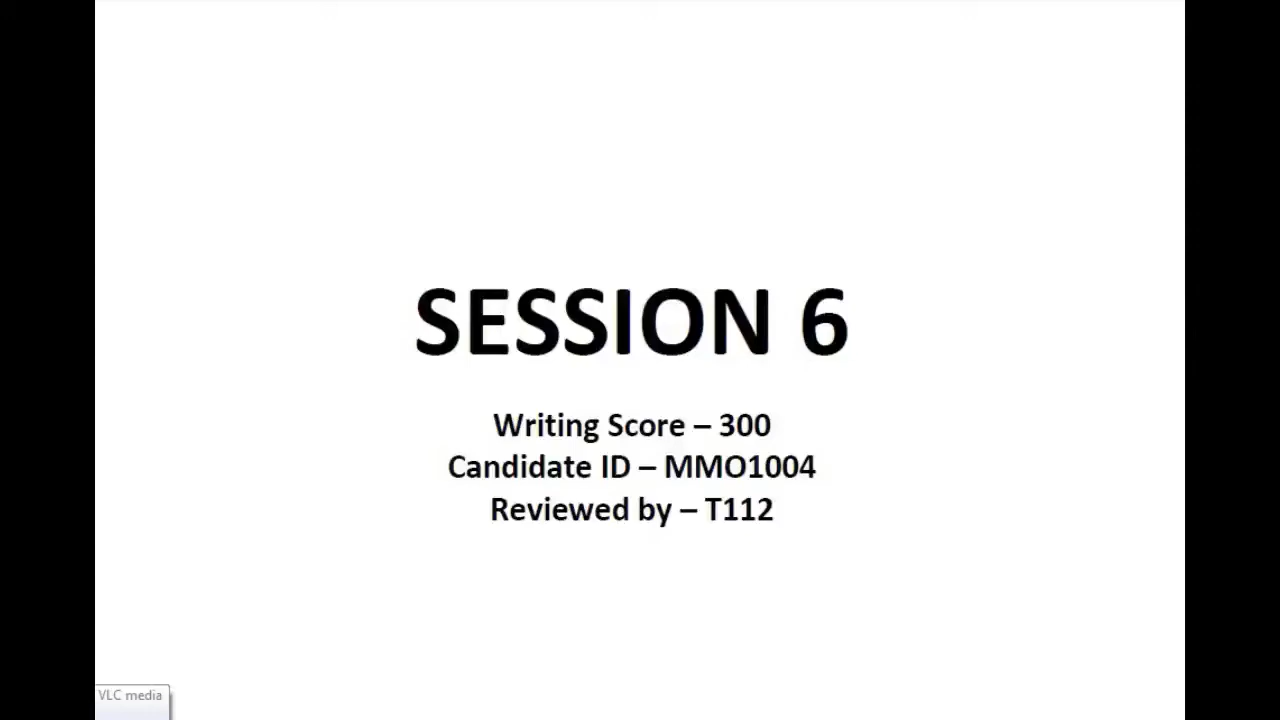 SESSION 6
Writing Score – 300
Candidate ID – MMO1004
Reviewed by – T112
VLC media